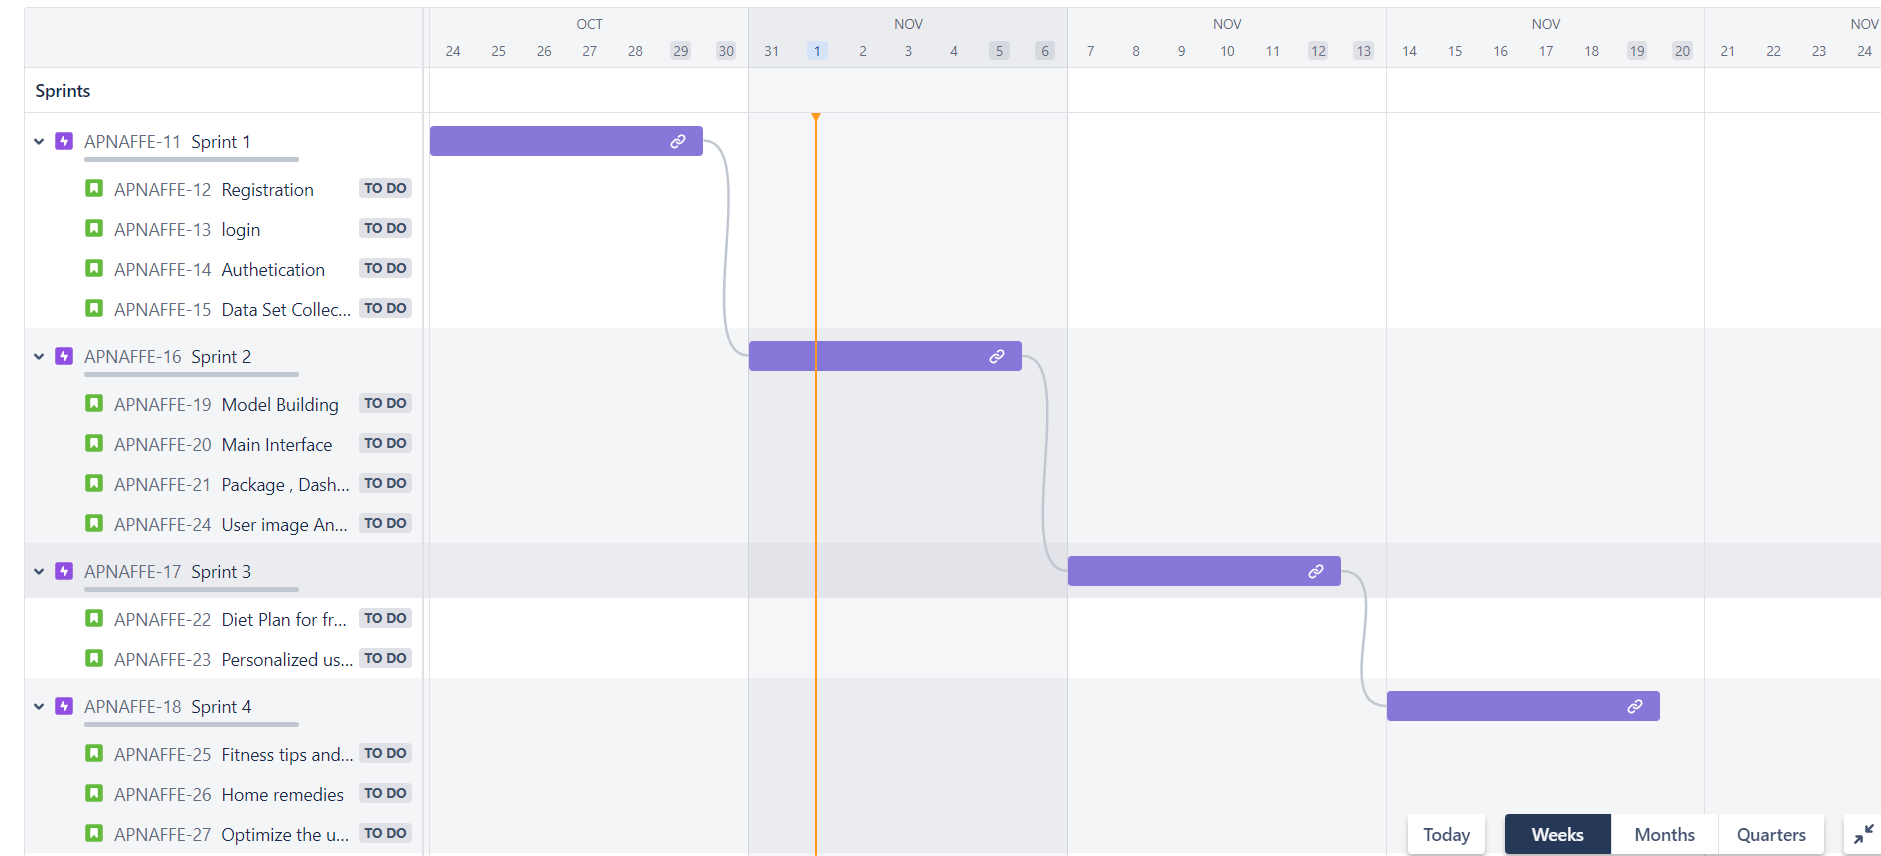 OCT NOV NOV NOV NOV
24 25 26 27 28 29 30 31 1 2 3 4 5 6 7 8 9 10 11 12 13 14 15 16 17 18 19 20 21 22 23 24
Sprints
APNAFFE-11 Sprint 1
APNAFFE-12 Registration TO DO
APNAFFE-13 login TO DO
APNAFFE-14 Authetication TO DO
APNAFFE-15 Data Set Collec... TO DO
APNAFFE-16 Sprint 2
APNAFFE-19 Model Building TO DO
APNAFFE-20 Main Interface TO DO
APNAFFE-21 Package , Dash... TO DO
APNAFFE-24 User image An... TO DO
APNAFFE-17 Sprint 3
APNAFFE-22 Diet Plan for fr... TO DO
APNAFFE-23 Personalized us... TO DO
APNAFFE-18 Sprint 4
APNAFFE-25 Fitness tips and... TO DO
APNAFFE-26 Home remedies TO DO
APNAFFE-27 Optimize the u... TO DO
Today Weeks Months Quarters